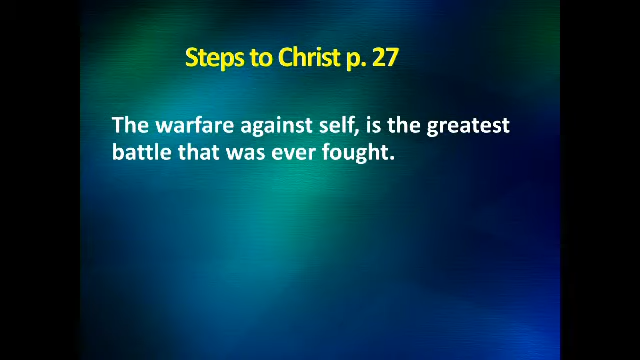 Steps to Christ p. 27
The warfare against self, is the greatest
battle that was ever fought.